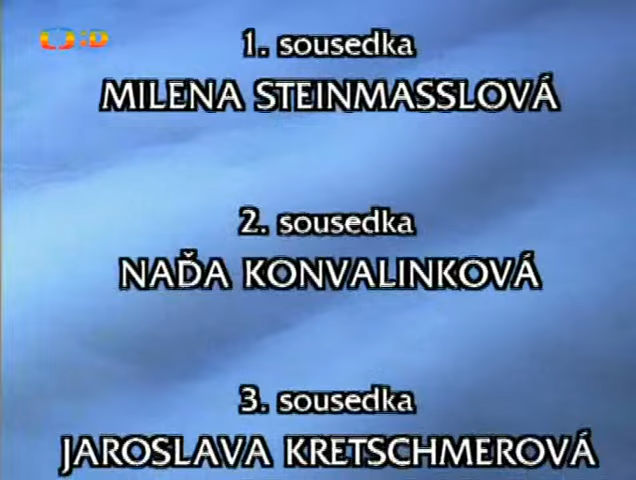 :D
1. sousedka
MILENA STEINMASSLOVÁ
2. sousedka
NAĎA KONVALINKOVÁ
3. sousedka
JAROSLAVA KRETSCHMEROVÁ